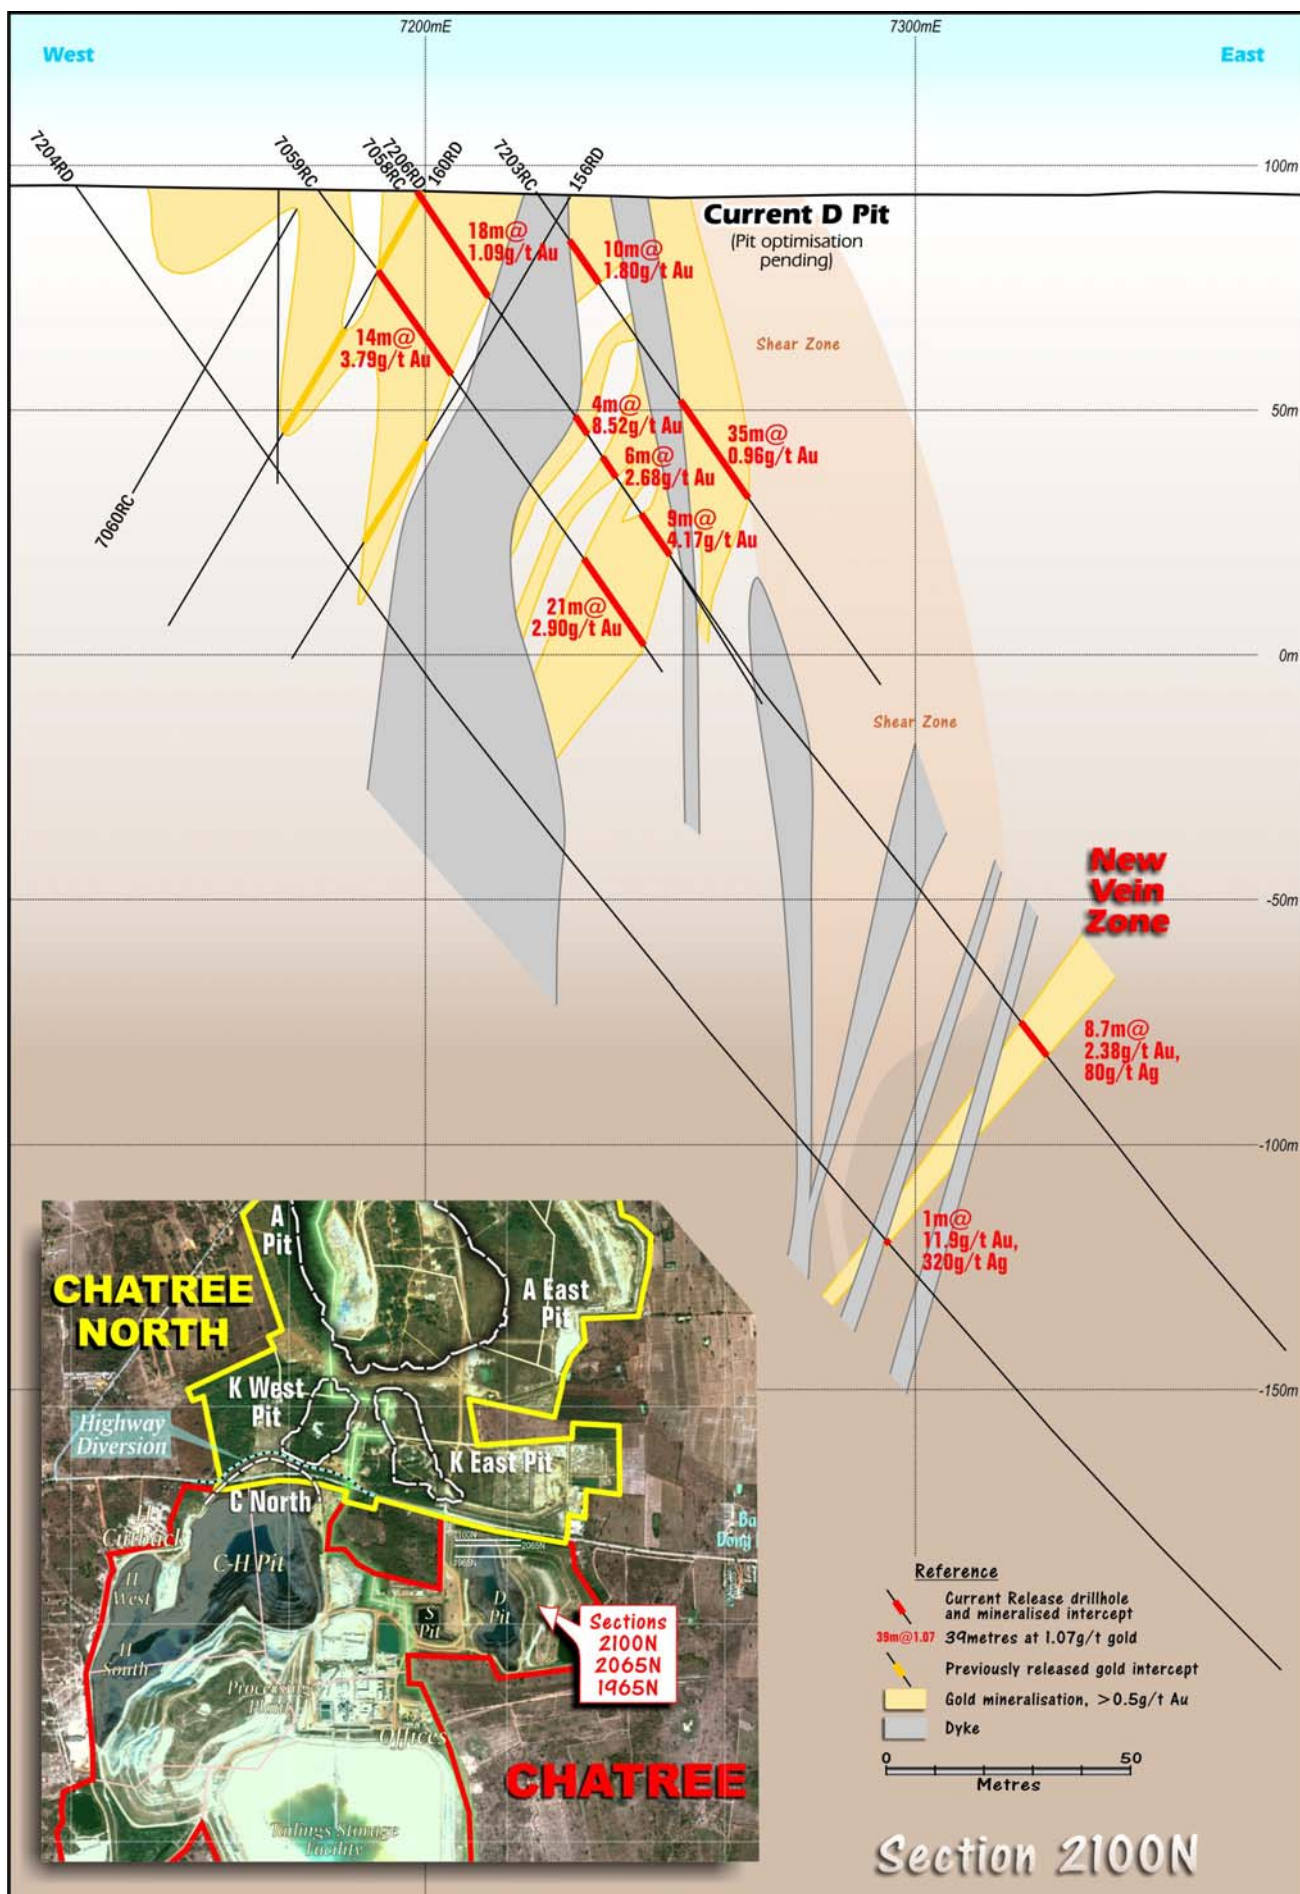 7200mE
7300mE
West
East
7204RD
7059RC
7058RC
7206RD
160RD
7203RC
156RD
100m
Current D Pit
(Pit optimisation
pending)
18m@
1.09g/t Au
10m@
1.80g/t Au
14m@
3.79g/t Au
Shear Zone
50m
4m@
8.52g/t Au
35m@
0.96g/t Au
6m@
2.68g/t Au
7060RC
9m@
4.17g/t Au
21m@
2.90g/t Au
0m
Shear Zone
New
Vein
Zone
-50m
8.7m@
2.38g/t Au,
80g/t Ag
-100m
1m@
11.9g/t Au,
320g/t Ag
-150m
A
Pit
CHATREE
NORTH
A East
Pit
K West
Pit
Highway
Diversion
K East Pit
C North
H
Cutback
C-H Pit
H
West
H
South
2065N
1965N
S
Pit
D
Pit
Sections
2100N
2065N
1965N
Processing
Plant
Offices
CHATREE
Tailings Storage
Facility
Reference
Current Release drillhole
and mineralised intercept
39m@1.07 39metres at 1.07g/t gold
Previously released gold intercept
Gold mineralisation, >0.5g/t Au
Dyke
0 50
Metres
Section 2100N